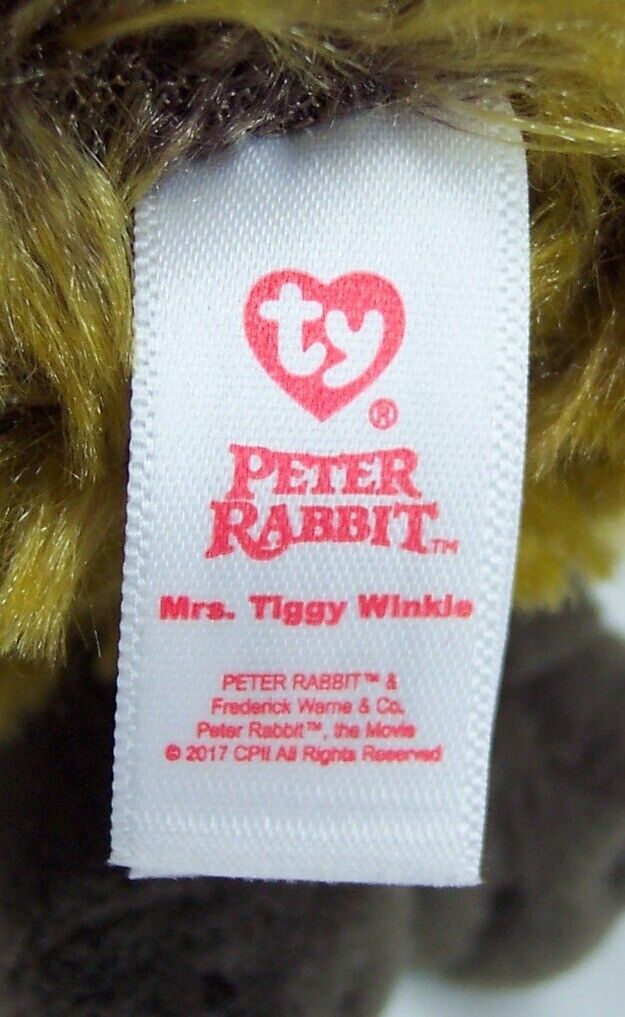 ty
®
PETER
RABBIT™
Mrs. Tiggy Winkle
PETER RABBIT™ &
Frederick Warne & Co.
Peter Rabbit™, the Movie
© 2017 CPII All Rights Reserved